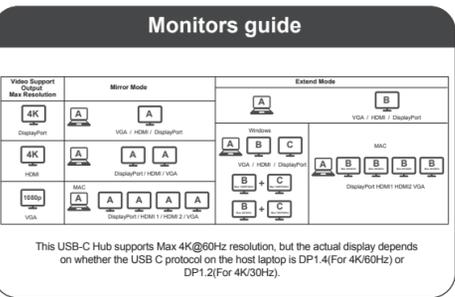 Monitors guide
Video Support
Output
Max Resolution
Mirror Mode
Extend Mode
4K
DisplayPort
A
A
VGA / HDMI / DisplayPort
A
B
VGA / HDMI / DisplayPort
4K
HDMI
A
A
A
DisplayPort / HDMI / VGA
Windows
A
B
C
VGA / HDMI / DisplayPort
B
+
C
B
+
C
MAC
A
B
B
B
B
DisplayPort HDMI1 HDMI2 VGA
1080p
VGA
MAC
A
A
A
A
A
DisplayPort / HDMI 1 / HDMI 2 / VGA
This USB-C Hub supports Max 4K@60Hz resolution, but the actual display depends
on whether the USB C protocol on the host laptop is DP1.4(For 4K/60Hz) or
DP1.2(For 4K/30Hz).